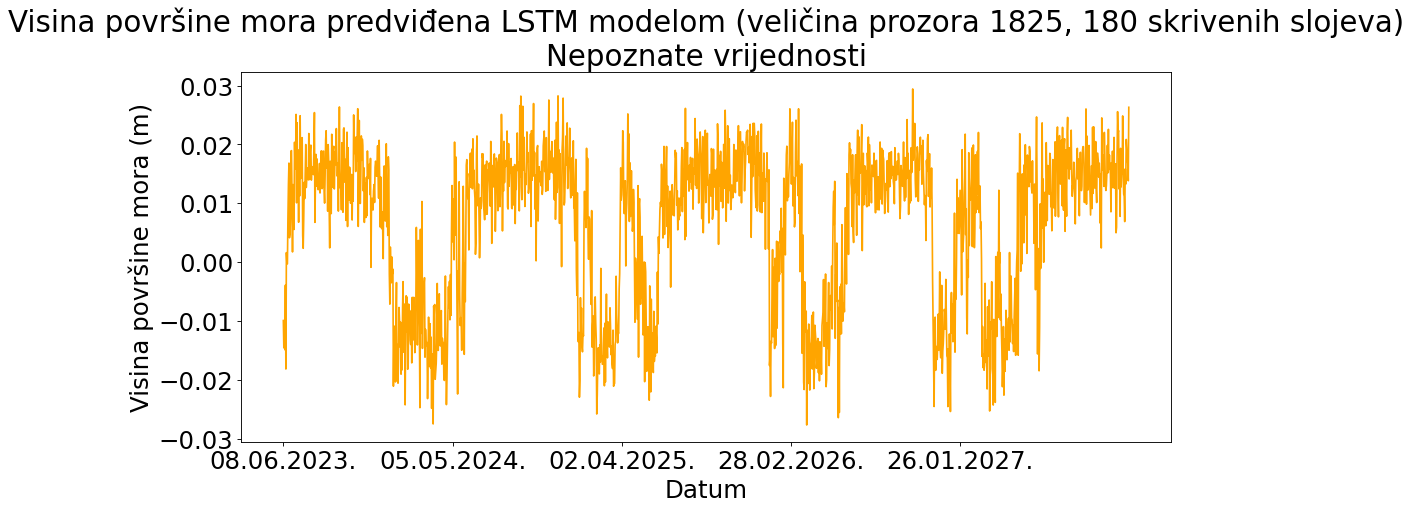 Visina površine mora predviđena LSTM modelom (veličina prozora 1825, 180 skrivenih slojeva)
Nepoznate vrijednosti
Visina površine mora (m)
0.03
0.02
0.01
0.00
−0.01
−0.02
−0.03
08.06.2023. 05.05.2024. 02.04.2025. 28.02.2026. 26.01.2027.
Datum